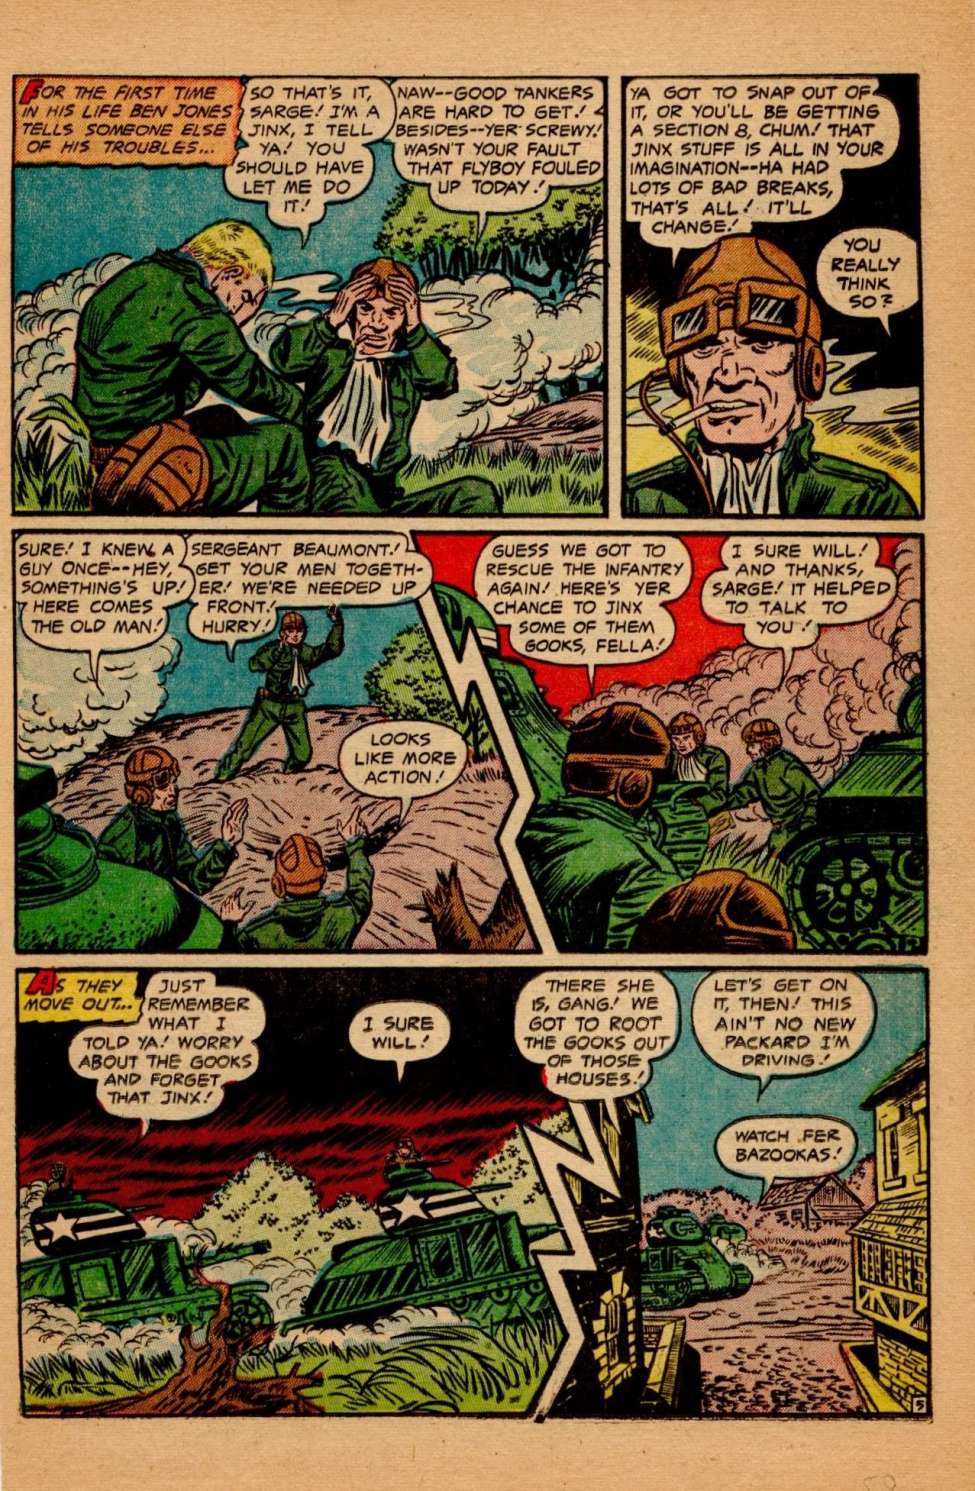 FOR THE FIRST TIME
IN HIS LIFE BEN JONES
TELLS SOMEONE ELSE
OF HIS TROUBLES...
SO THAT'S IT,
SARGE! I'M A
JINX, I TELL
YA! YOU
SHOULD HAVE
LET ME DO
IT!
NAW--GOOD TANKERS
ARE HARD TO GET!
BESIDES--YER SCREWY!
WASN'T YOUR FAULT
THAT FLYBOY FOULED
UP TODAY!
YA GOT TO SNAP OUT OF
IT, OR YOU'LL BE GETTING
A SECTION 8, CHUM! THAT
JINX STUFF IS ALL IN YOUR
IMAGINATION--HA HAD
LOTS OF BAD BREAKS,
THAT'S ALL! IT'LL
CHANGE!
YOU
REALLY
THINK
SO?
SURE! I KNEW A
GUY ONCE--HEY,
SOMETHING'S UP!
HERE COMES
THE OLD MAN!
SERGEANT BEAUMONT!
GET YOUR MEN TOGETH-
ER! WE'RE NEEDED UP
FRONT!
HURRY!
LOOKS
LIKE MORE
ACTION!
GUESS WE GOT TO
RESCUE THE INFANTRY
AGAIN! HERE'S YER
CHANCE TO JINX
SOME OF THEM
GOOKS, FELLA!
I SURE WILL!
AND THANKS,
SARGE! IT HELPED
TO TALK TO
YOU!
AS THEY
MOVE OUT...
JUST
REMEMBER
WHAT I
TOLD YA! WORRY
ABOUT THE GOOKS
AND FORGET
THAT JINX!
I SURE
WILL!
THERE SHE
IS, GANG! WE
GOT TO ROOT
THE GOOKS OUT
OF THOSE
HOUSES!
LET'S GET ON
IT, THEN! THIS
AIN'T NO NEW
PACKARD I'M
DRIVING!
WATCH FER
BAZOOKAS!
5